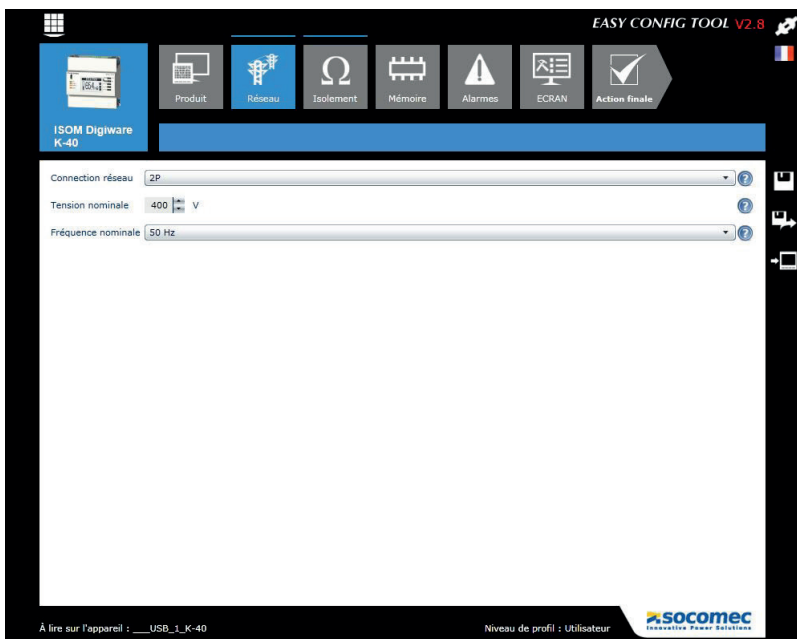 EASY CONFIG TOOL V2.8
Produit
Réseau
Isolement
Mémoire
Alarmes
ECRAN
Action finale
ISOM Digiware
K-40
Connection réseau 2P
Tension nominale 400 V
Fréquence nominale 50 Hz
À lire sur l'appareil : ___USB_1_K-40
Niveau de profil : Utilisateur
socomec
Innovative Power Solutions